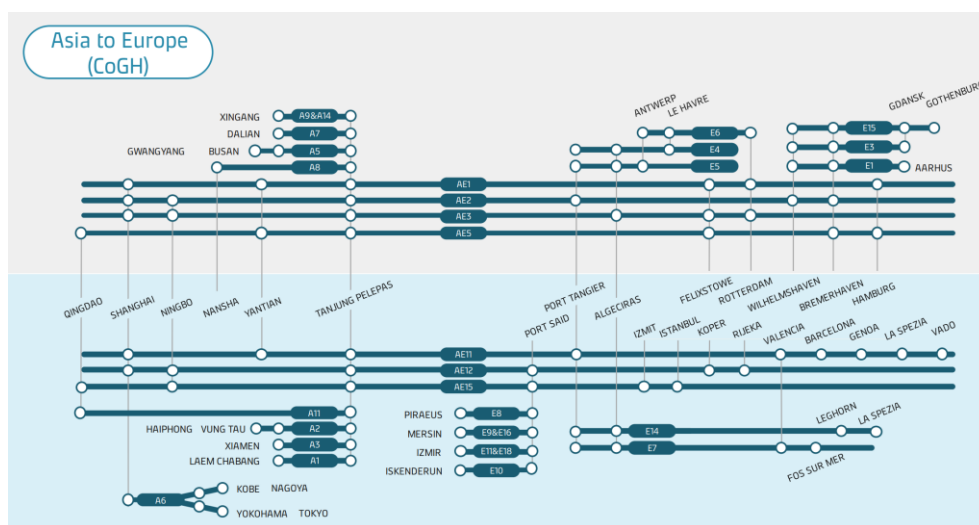 Asia to Europe
(CoGH)
ANTWERP
LE HAVRE
GDANSK
GOTHENBURG
XINGANG A9&A14
DALIAN A7
GWANGYANG BUSAN A5
A8
E6
E4
E5
E15
E3
E1 AARHUS
AE1
AE2
AE3
AE5
QINGDAO
SHANGHAI
NINGBO
NANSHA
YANTIAN
TANJUNG PELEPAS
PORT SAID
PORT TANGIER
ALGECIRAS
FELIXSTOWE
ROTTERDAM
WILHELMSHAVEN
BREMERHAVEN
HAMBURG
IZMIT
ISTANBUL
KOPER
RIJEKA
VALENCIA
BARCELONA
GENOA
LA SPEZIA
VADO
AE11
AE12
AE15
A11
HAIPHONG VUNG TAU A2
XIAMEN A3
LAEM CHABANG A1
PIRAEUS E8
MERSIN E9&E16
IZMIR E11&E18
ISKENDERUN E10
LEGHORN
LA SPEZIA
E14
E7
FOS SUR MER
A6
KOBE NAGOYA
YOKOHAMA TOKYO